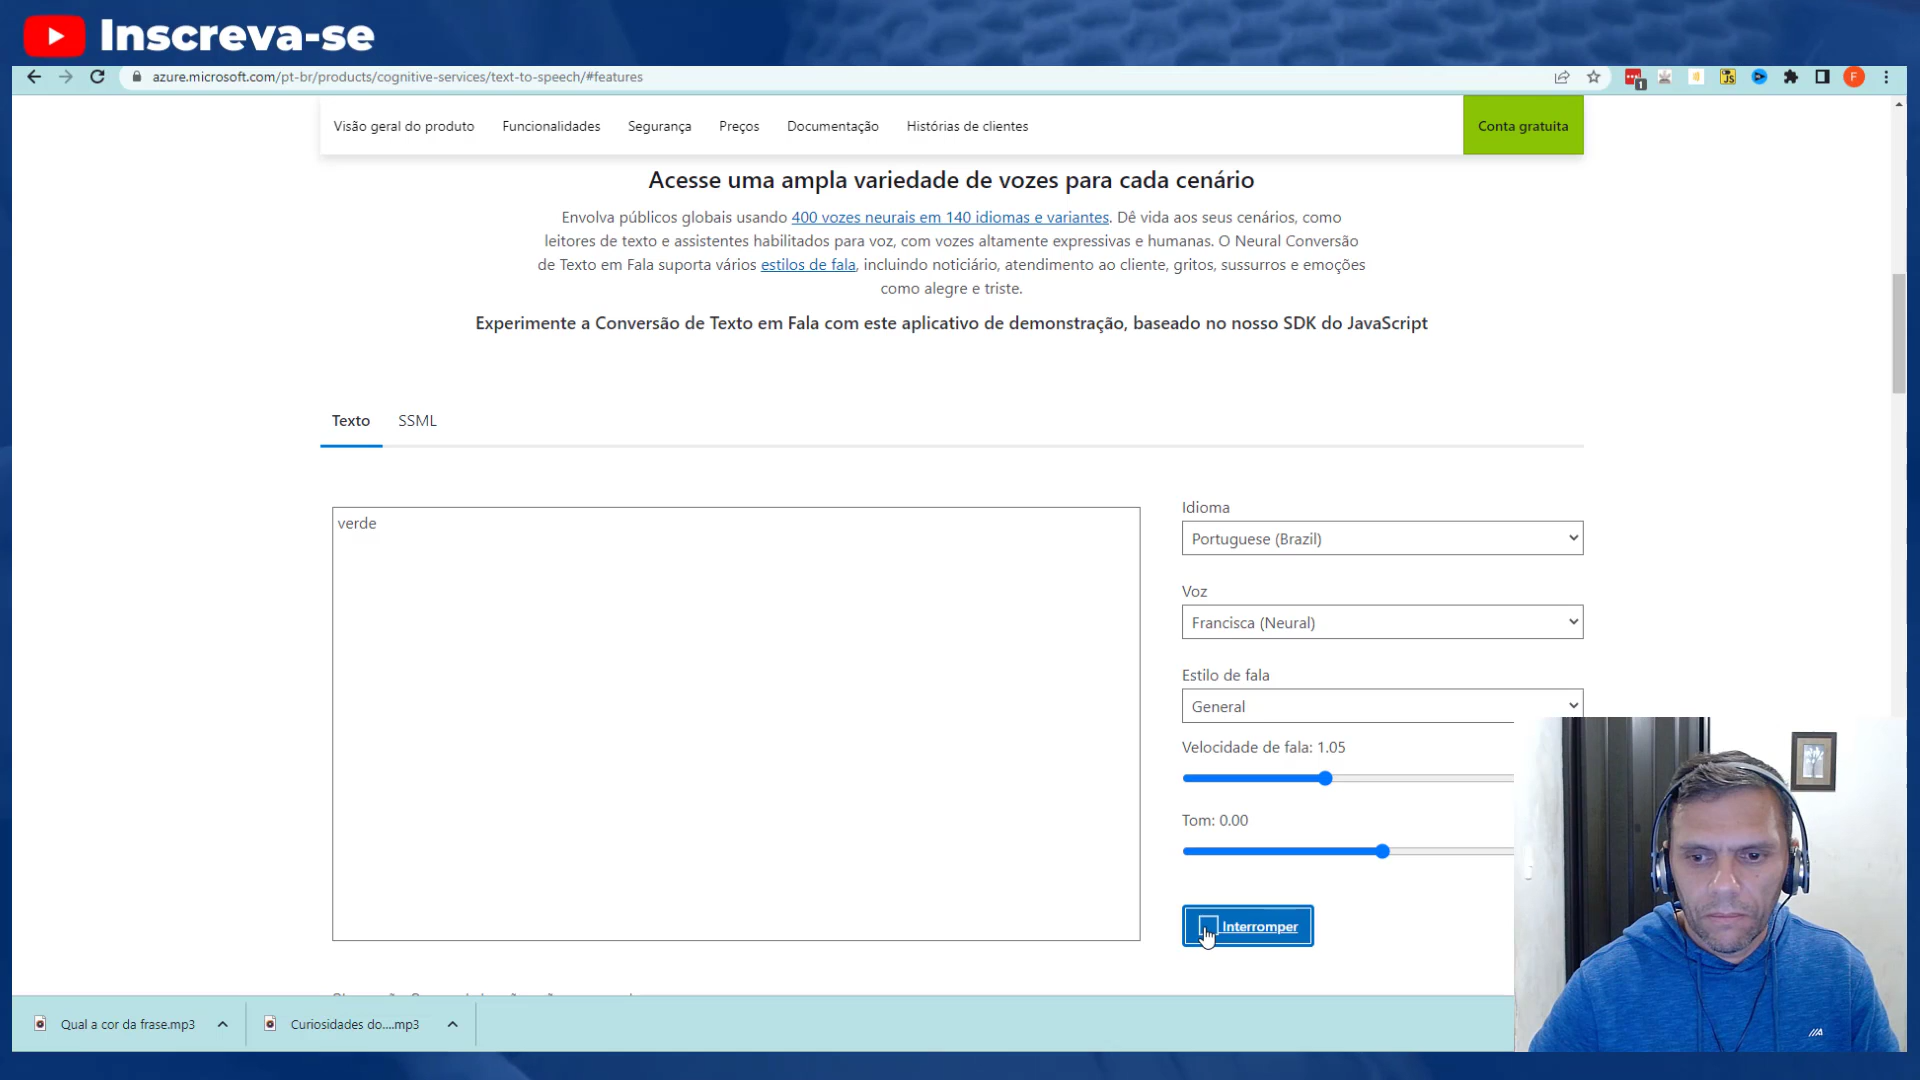 Inscreva-se
azure.microsoft.com/pt-br/products/cognitive-services/text-to-speech/#features
1
JS
F
Visão geral do produto
Funcionalidades
Segurança
Preços
Documentação
Histórias de clientes
Conta gratuita
Acesse uma ampla variedade de vozes para cada cenário
Envolva públicos globais usando 400 vozes neurais em 140 idiomas e variantes. Dê vida aos seus cenários, como
leitores de texto e assistentes habilitados para voz, com vozes altamente expressivas e humanas. O Neural Conversão
de Texto em Fala suporta vários estilos de fala, incluindo noticiário, atendimento ao cliente, gritos, sussurros e emoções
como alegre e triste.
Experimente a Conversão de Texto em Fala com este aplicativo de demonstração, baseado no nosso SDK do JavaScript
Texto
SSML
verde
Idioma
Portuguese (Brazil)
Voz
Francisca (Neural)
Estilo de fala
General
Velocidade de fala: 1.05
Tom: 0.00
Interromper
Qual a cor da frase.mp3
Curiosidades do....mp3